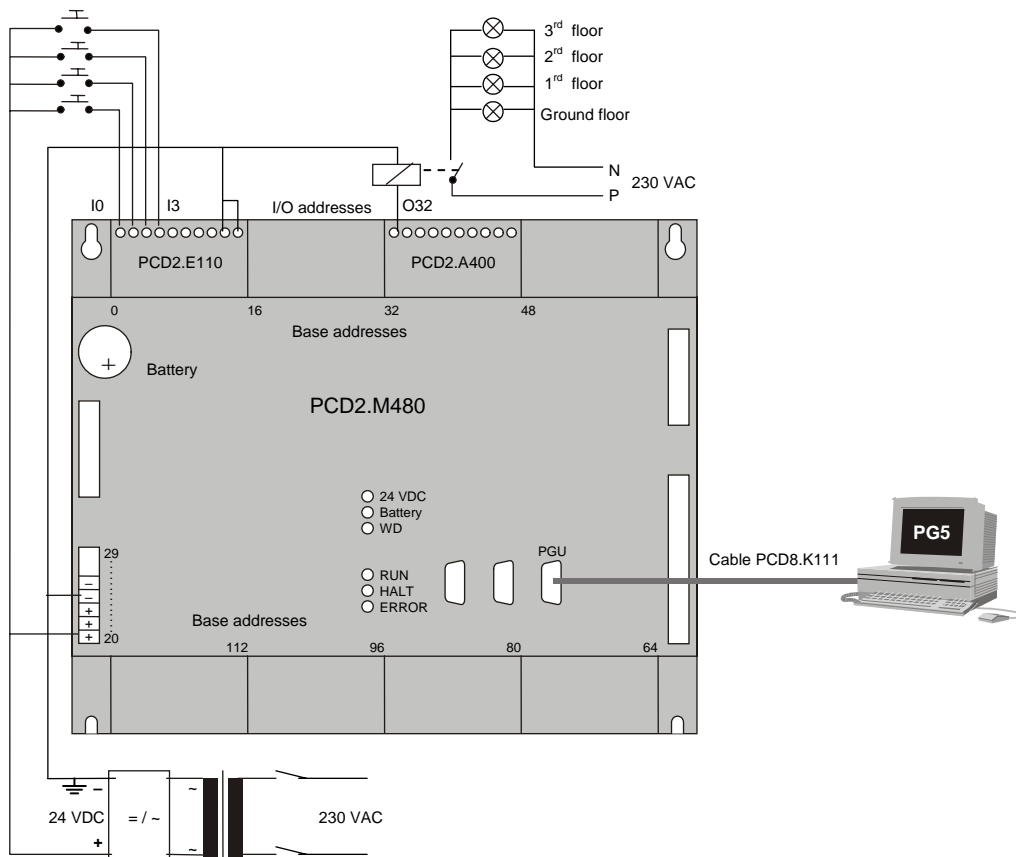 3rd floor
2nd floor
1rd floor
Ground floor
N
230 VAC
P
I0
I3
I/O addresses
O32
PCD2.E110
PCD2.A400
0
16
32
48
Base addresses
+
Battery
PCD2.M480
24 VDC
Battery
WD
29
PGU
Cable PCD8.K111
PG5
RUN
HALT
ERROR
–
–
+
+
+
20
Base addresses
112
96
80
64
–
~
24 VDC
= / ~
230 VAC
+
~